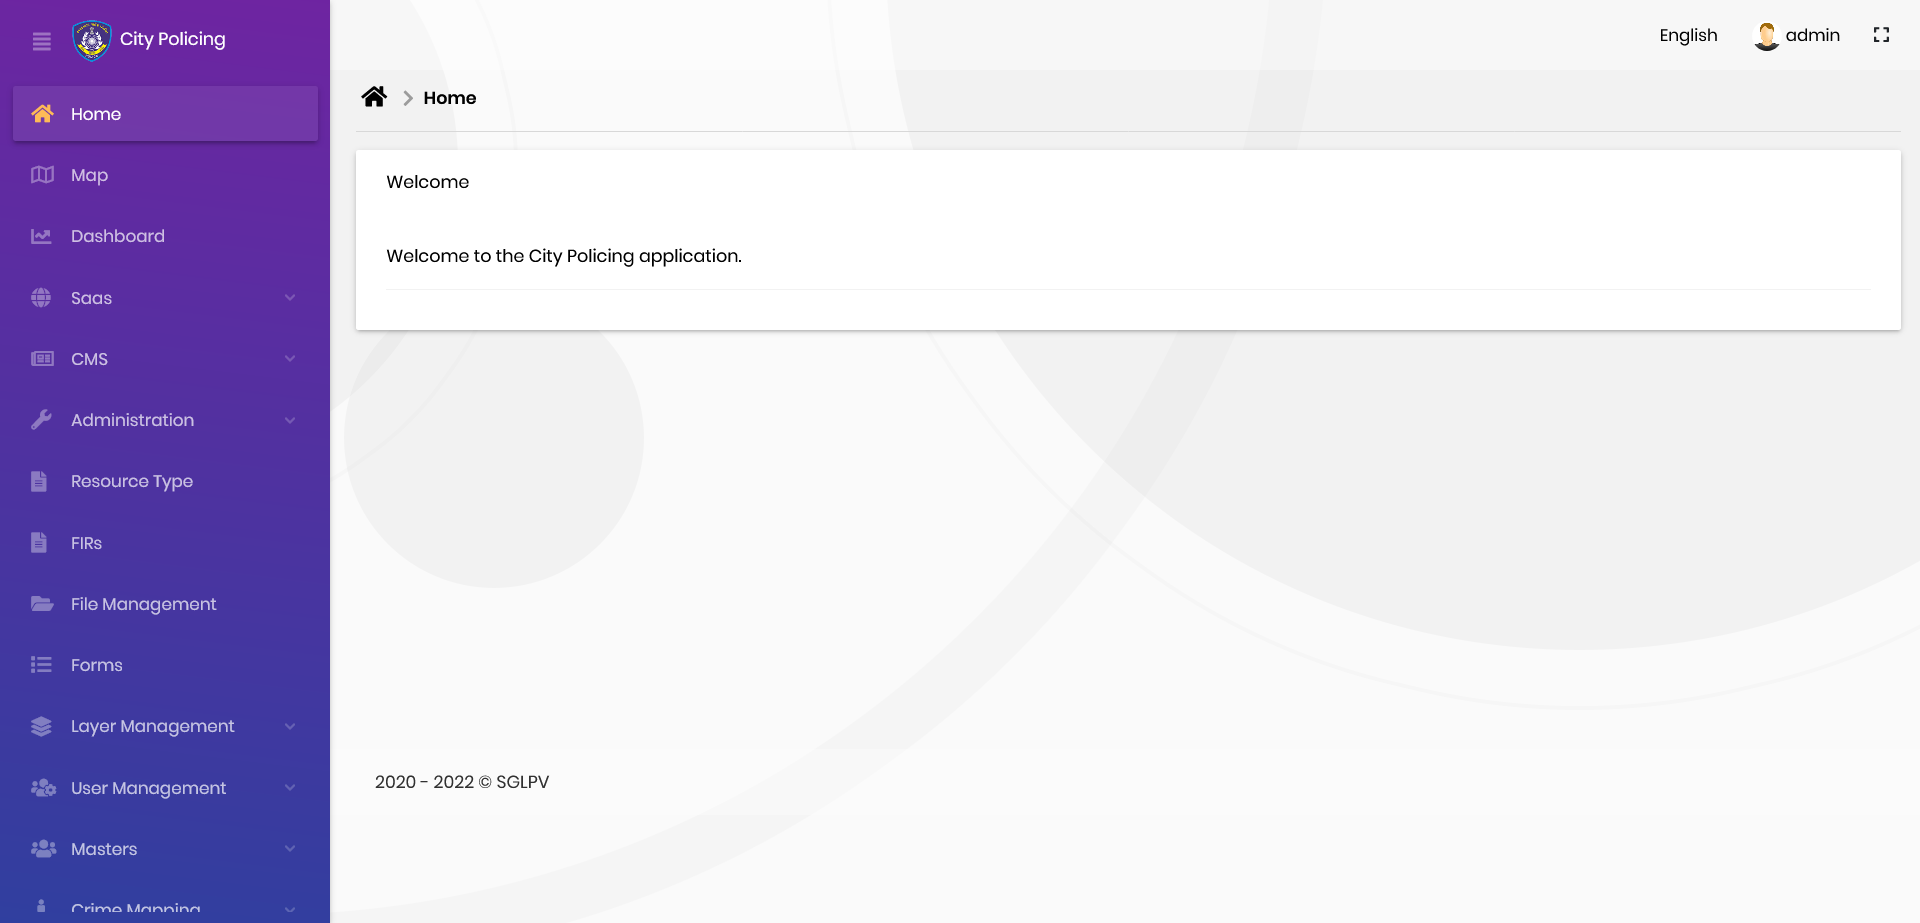 City Policing
English
admin
Home
Home
Map
Dashboard
Saas
CMS
Administration
Resource Type
FIRs
File Management
Forms
Layer Management
User Management
Masters
Crime Mapping
Welcome
Welcome to the City Policing application.
2020 - 2022 © SGLPV